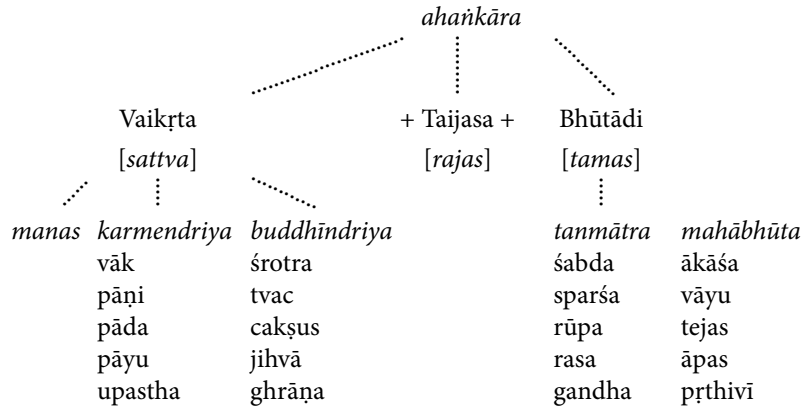 ahaṅkāra
Vaikṛta + Taijasa + Bhūtādi
[sattva] [rajas] [tamas]
manas karmendriya buddhīndriya tanmātra mahābhūta
vāk śrotra śabda ākāśa
pāṇi tvac sparśa vāyu
pāda cakṣus rūpa tejas
pāyu jihvā rasa āpas
upastha ghrāṇa gandha pṛthivī